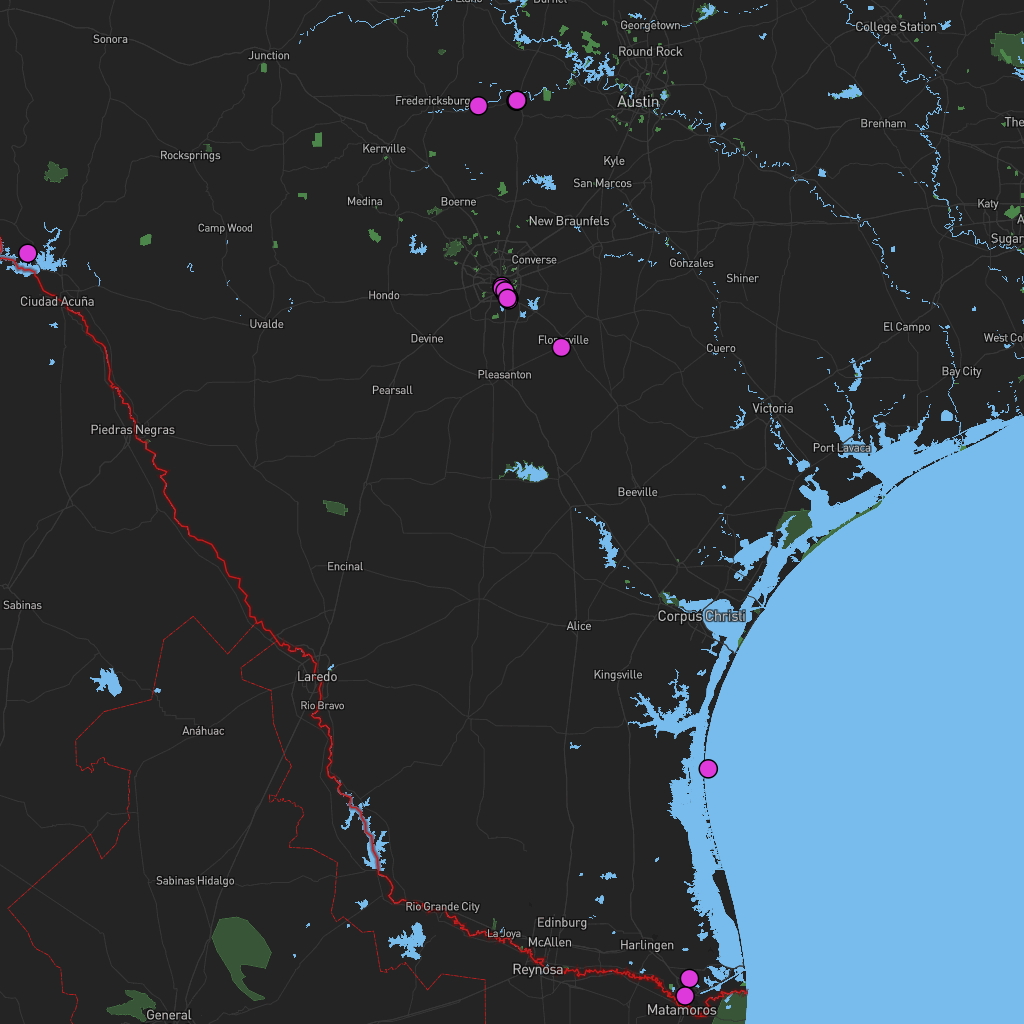 Georgetown
College Station
Sonora
Junction
Round Rock
Fredericksburg
Austin
Brenham
Kerrville
Rocksprings
Kyle
San Marcos
Medina
Boerne
Katy
New Braunfels
Camp Wood
Converse
Gonzales
Shiner
Ciudad Acuña
Hondo
Uvalde
El Campo
Devine
Cuero
Bay City
Pleasanton
Pearsall
Victoria
Piedras Negras
Port Lavaca
Beeville
Encinal
Sabinas
Corpus Christi
Alice
Kingsville
Laredo
Rio Bravo
Anáhuac
Sabinas Hidalgo
Rio Grande City
Edinburg
La Joya
McAllen
Harlingen
Reynosa
Matamoros
General